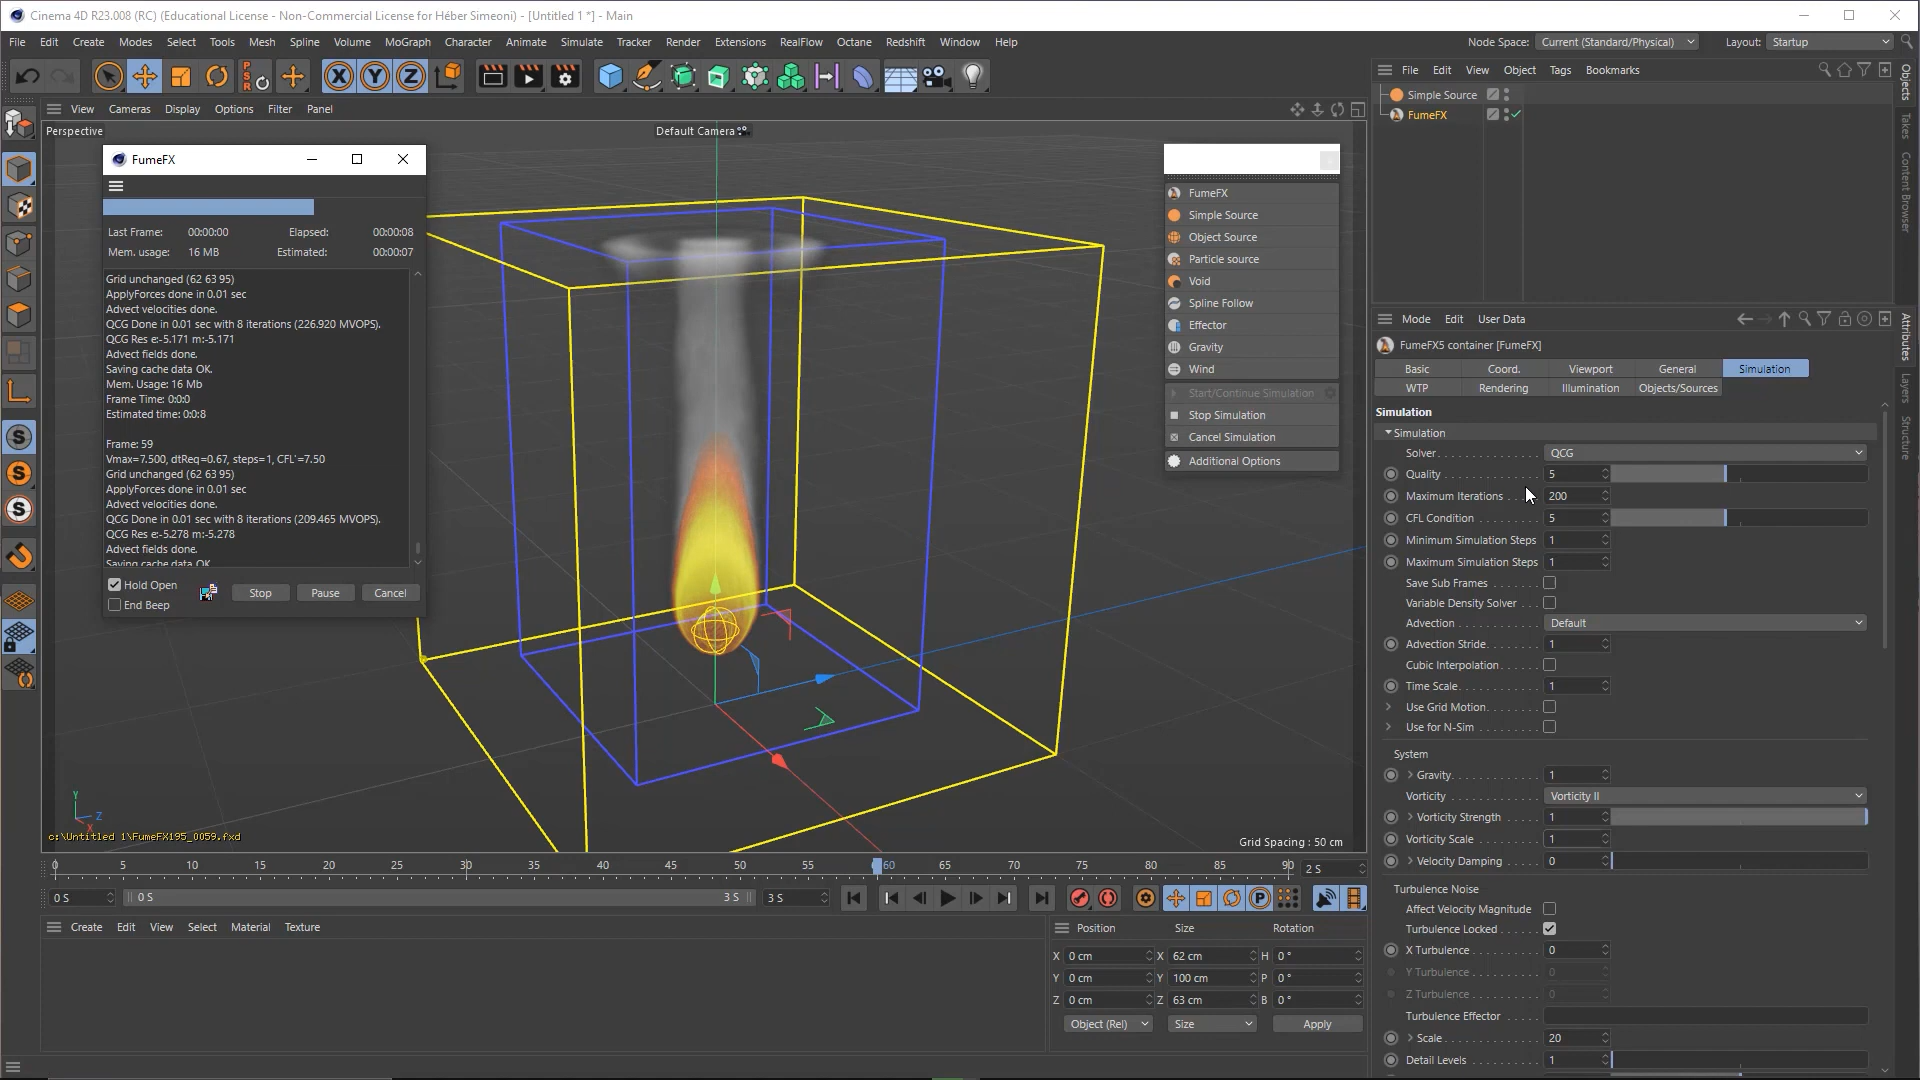 Cinema 4D R23.008 (RC) (Educational License - Non-Commercial License for Héber Simeoni) - [Untitled 1 *] - Main
File Edit Create Modes Select Tools Mesh Spline Volume MoGraph Character Animate Simulate Tracker Render Extensions RealFlow Octane Redshift Window Help
Node Space: Current (Standard/Physical) Layout: Startup
PSR
X Y Z
File Edit View Object Tags Bookmarks
Simple Source
FumeFX
Objects
Takes
Content Browser
View Cameras Display Options Filter Panel
Perspective
Default Camera
FumeFX
Last Frame: 00:00:00 Elapsed: 00:00:08
Mem. usage: 16 MB Estimated: 00:00:07
Grid unchanged (62 63 95)
ApplyForces done in 0.01 sec
Advect velocities done.
QCG Done in 0.01 sec with 8 iterations (226.920 MVOPS).
QCG Res e:-5.171 m:-5.171
Advect fields done.
Saving cache data OK.
Mem. Usage: 16 Mb
Frame Time: 0:0:0
Estimated time: 0:0:8
Frame: 59
Vmax=7.500, dtReq=0.67, steps=1, CFL'=7.50
Grid unchanged (62 63 95)
ApplyForces done in 0.01 sec
Advect velocities done.
QCG Done in 0.01 sec with 8 iterations (209.465 MVOPS).
QCG Res e:-5.278 m:-5.278
Advect fields done.
Saving cache data OK.
Hold Open
End Beep
Stop Pause Cancel
FumeFX
Simple Source
Object Source
Particle source
Void
Spline Follow
Effector
Gravity
Wind
Start/Continue Simulation
Stop Simulation
Cancel Simulation
Additional Options
Y
Z
X
c:\Untitled 1\FumeFX195_0059.fxd
Grid Spacing : 50 cm
Mode Edit User Data
Attributes
Layers
Structure
FumeFX5 container [FumeFX]
Basic Coord. Viewport General Simulation
WTP Rendering Illumination Objects/Sources
Simulation
Simulation
Solver QCG
Quality 5
Maximum Iterations 200
CFL Condition 5
Minimum Simulation Steps 1
Maximum Simulation Steps 1
Save Sub Frames
Variable Density Solver
Advection Default
Advection Stride 1
Cubic Interpolation
Time Scale 1
Use Grid Motion
Use for N-Sim
System
Gravity 1
Vorticity Vorticity II
Vorticity Strength 1
Vorticity Scale 1
Velocity Damping 0
Turbulence Noise
Affect Velocity Magnitude
Turbulence Locked
X Turbulence 0
Y Turbulence 0
Z Turbulence 0
Turbulence Effector
Scale 20
Detail Levels 1
0 5 10 15 20 25 30 35 40 45 50 55 60 65 70 75 80 85 90 2 S
0 S 0 S 3 S 3 S
P
Create Edit View Select Material Texture
Position Size Rotation
X 0 cm X 62 cm H 0 °
Y 0 cm Y 100 cm P 0 °
Z 0 cm Z 63 cm B 0 °
Object (Rel) Size Apply